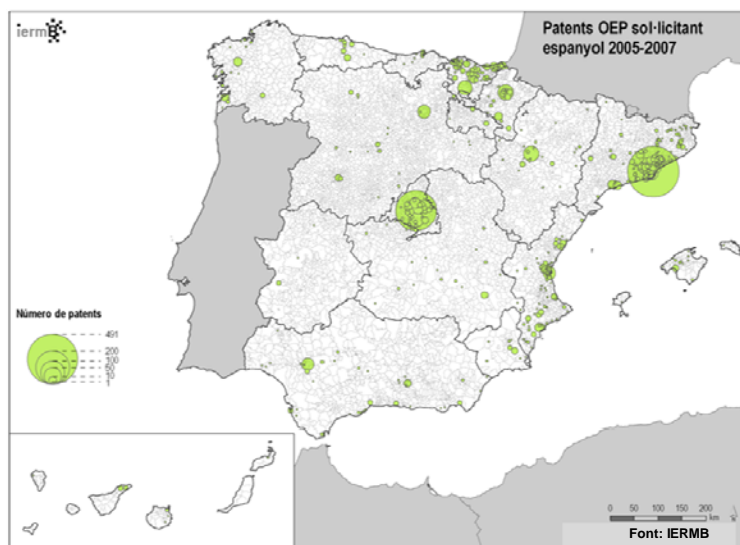 iermB
Patents OEP sol·licitant
espanyol 2005-2007
Número de patents
491
200
100
50
10
1
0 50 100 150 200
km
Font: IERMB